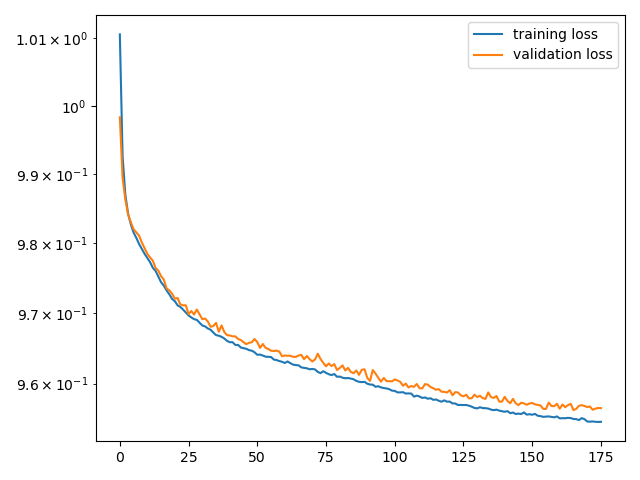 training loss
validation loss
1.01 × 10⁰
10⁰
9.9 × 10⁻¹
9.8 × 10⁻¹
9.7 × 10⁻¹
9.6 × 10⁻¹
0 25 50 75 100 125 150 175